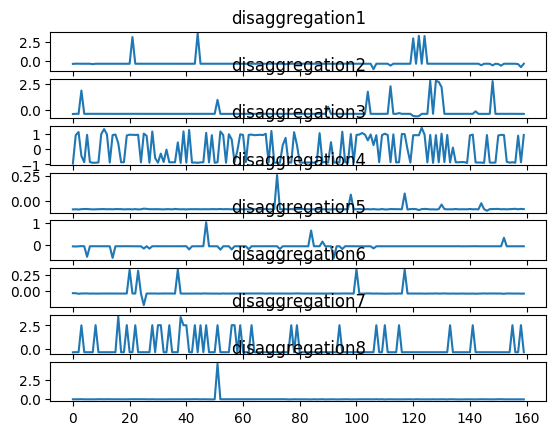 disaggregation1
2.5
0.0
disaggregation2
2.5
0.0
disaggregation3
1
0
−1
disaggregation4
0.25
0.00
disaggregation5
1
0
disaggregation6
0.25
0.00
disaggregation7
2.5
0.0
disaggregation8
2.5
0.0
0 20 40 60 80 100 120 140 160